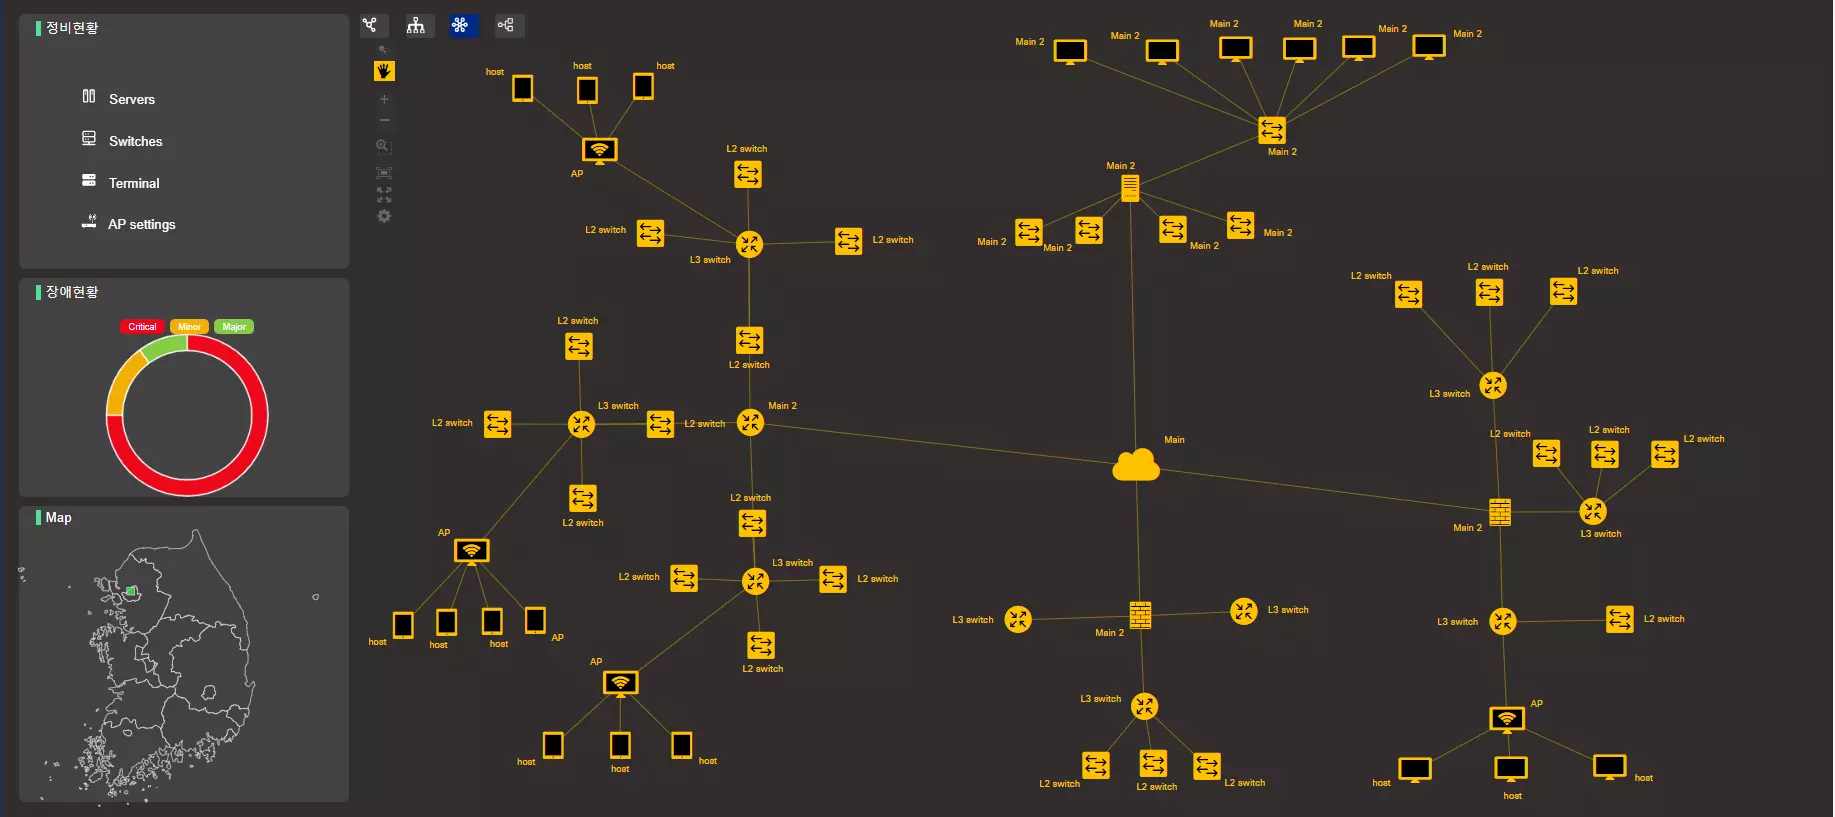 정비현황
Servers
Switches
Terminal
AP settings
장애현황
Critical Minor Major
Map
host
host
host
AP
L2 switch
L2 switch
L2 switch
L3 switch
L2 switch
L2 switch
L3 switch
Main 2
L2 switch
L2 switch
L2 switch
AP
host
host
host
AP
L2 switch
L3 switch
L2 switch
L2 switch
L2 switch
AP
host
host
host
Main 2
Main 2
Main 2
Main 2
Main 2
Main 2
Main 2
Main 2
Main 2
Main 2
Main 2
Main 2
Main
L3 switch
Main 2
L3 switch
L3 switch
L2 switch
L2 switch
L2 switch
L2 switch
L2 switch
L2 switch
L3 switch
L2 switch
L2 switch
L2 switch
Main 2
L3 switch
L3 switch
L2 switch
AP
host
host
host